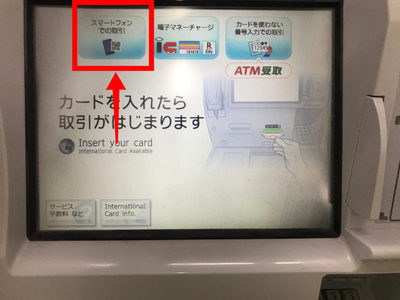 スマートフォン
での取引
電子マネーチャージ
カードを使わない
番号入力での取引
12345
ATM受取
カードを入れたら
取引がはじまります
Insert your card
International Card Available
サービス
手数料 など
International
Card info.